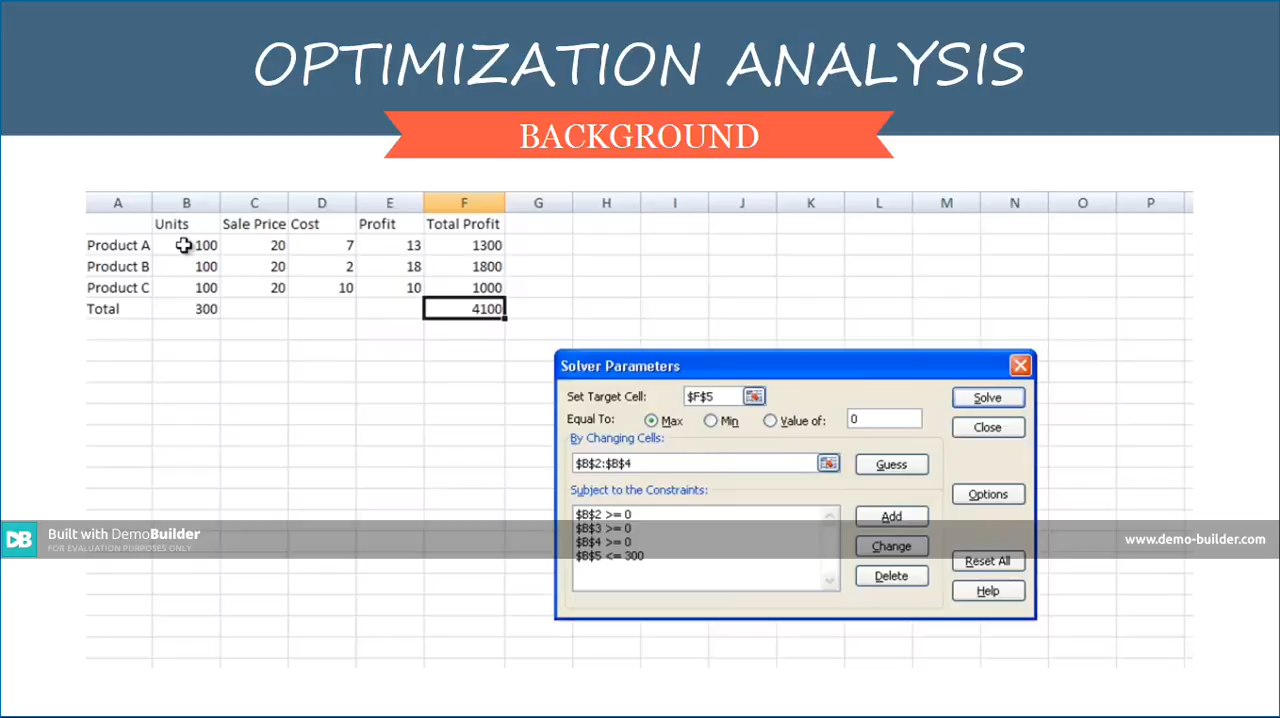 OPTIMIZATION ANALYSIS
BACKGROUND
A B C D E F G H I J K L M N O P
Units Sale Price Cost Profit Total Profit
Product A 100 20 7 13 1300
Product B 100 20 2 18 1800
Product C 100 20 10 10 1000
Total 300 4100
Solver Parameters
Set Target Cell: $F$5 Solve
Equal To: Max Min Value of: 0 Close
By Changing Cells:
$B$2:$B$4 Guess
Subject to the Constraints: Options
$B$2 >= 0 Add
$B$3 >= 0
$B$4 >= 0 Change
$B$5 <= 300 Reset All
Delete
Help
DB Built with DemoBuilder
FOR EVALUATION PURPOSES ONLY
www.demo-builder.com